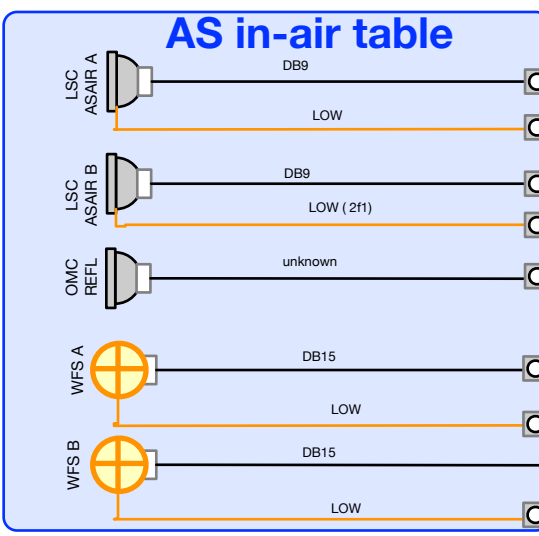 AS in-air table
LSC
ASAIR A
DB9
LOW
LSC
ASAIR B
DB9
LOW ( 2f1)
OMC
REFL
unknown
WFS A
DB15
LOW
WFS B
DB15
LOW